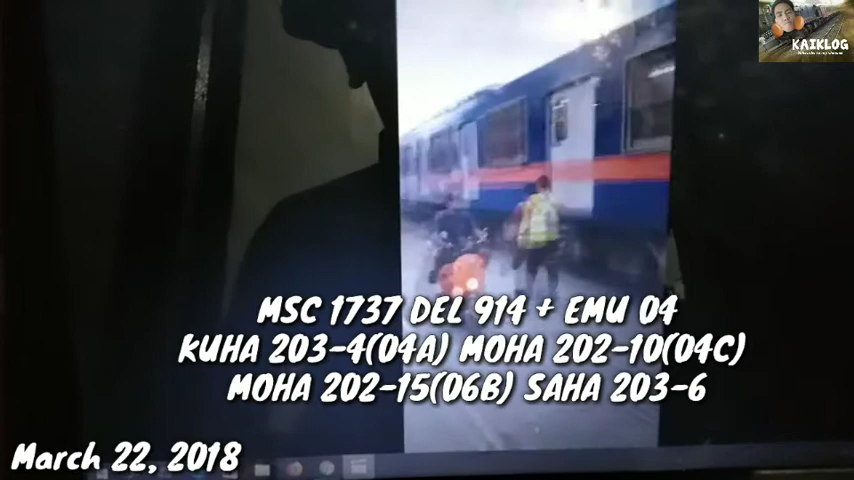 KAIKLOG
MSC 1737 DEL 914 + EMU 04
KUHA 203-4(04A) MOHA 202-10(04C)
MOHA 202-15(06B) SAHA 203-6
March 22, 2018